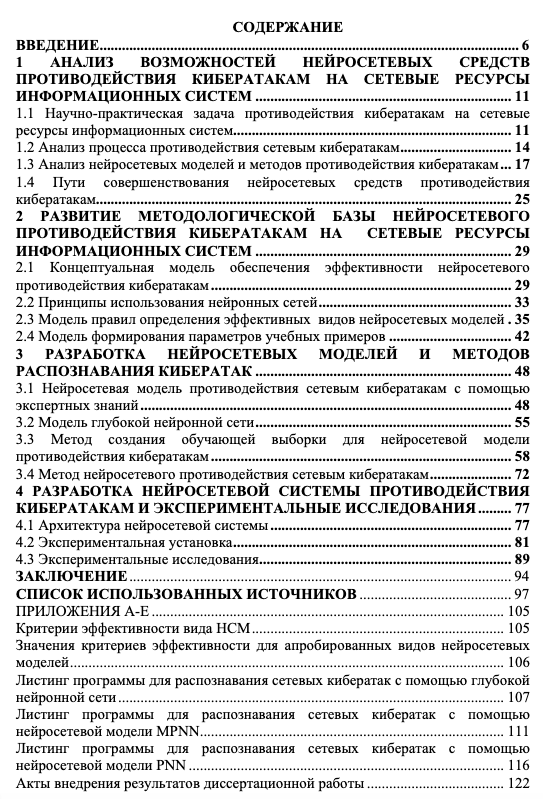 СОДЕРЖАНИЕ
ВВЕДЕНИЕ.......... 6
1 АНАЛИЗ ВОЗМОЖНОСТЕЙ НЕЙРОСЕТЕВЫХ СРЕДСТВ
ПРОТИВОДЕЙСТВИЯ КИБЕРАТАКАМ НА СЕТЕВЫЕ РЕСУРСЫ
ИНФОРМАЦИОННЫХ СИСТЕМ .......... 11
1.1 Научно-практическая задача противодействия кибератакам на сетевые
ресурсы информационных систем.......... 11
1.2 Анализ процесса противодействия сетевым кибератакам.......... 14
1.3 Анализ нейросетевых моделей и методов противодействия кибератакам... 17
1.4 Пути совершенствования нейросетевых средств противодействия
кибератакам.......... 25
2 РАЗВИТИЕ МЕТОДОЛОГИЧЕСКОЙ БАЗЫ НЕЙРОСЕТЕВОГО
ПРОТИВОДЕЙСТВИЯ КИБЕРАТАКАМ НА СЕТЕВЫЕ РЕСУРСЫ
ИНФОРМАЦИОННЫХ СИСТЕМ .......... 29
2.1 Концептуальная модель обеспечения эффективности нейросетевого
противодействия кибератакам .......... 29
2.2 Принципы использования нейронных сетей.......... 33
2.3 Модель правил определения эффективных видов нейросетевых моделей . 35
2.4 Модель формирования параметров учебных примеров .......... 42
3 РАЗРАБОТКА НЕЙРОСЕТЕВЫХ МОДЕЛЕЙ И МЕТОДОВ
РАСПОЗНАВАНИЯ КИБЕРАТАК .......... 48
3.1 Нейросетевая модель противодействия сетевым кибератакам с помощью
экспертных знаний.......... 48
3.2 Модель глубокой нейронной сети.......... 55
3.3 Метод создания обучающей выборки для нейросетевой модели
противодействия кибератакам.......... 58
3.4 Метод нейросетевого противодействия сетевым кибератакам.......... 72
4 РАЗРАБОТКА НЕЙРОСЕТЕВОЙ СИСТЕМЫ ПРОТИВОДЕЙСТВИЯ
КИБЕРАТАКАМ И ЭКСПЕРИМЕНТАЛЬНЫЕ ИССЛЕДОВАНИЯ.......... 77
4.1 Архитектура нейросетевой системы .......... 77
4.2 Экспериментальная установка.......... 81
4.3 Экспериментальные исследования.......... 89
ЗАКЛЮЧЕНИЕ .......... 94
СПИСОК ИСПОЛЬЗОВАННЫХ ИСТОЧНИКОВ .......... 97
ПРИЛОЖЕНИЯ А-Е .......... 105
Критерии эффективности вида НСМ.......... 105
Значения критериев эффективности для апробированных видов нейросетевых
моделей.......... 106
Листинг программы для распознавания сетевых кибератак с помощью глубокой
нейронной сети .......... 107
Листинг программы для распознавания сетевых кибератак с помощью
нейросетевой модели MPNN.......... 111
Листинг программы для распознавания сетевых кибератак с помощью
нейросетевой модели PNN .......... 116
Акты внедрения результатов диссертационной работы .......... 122